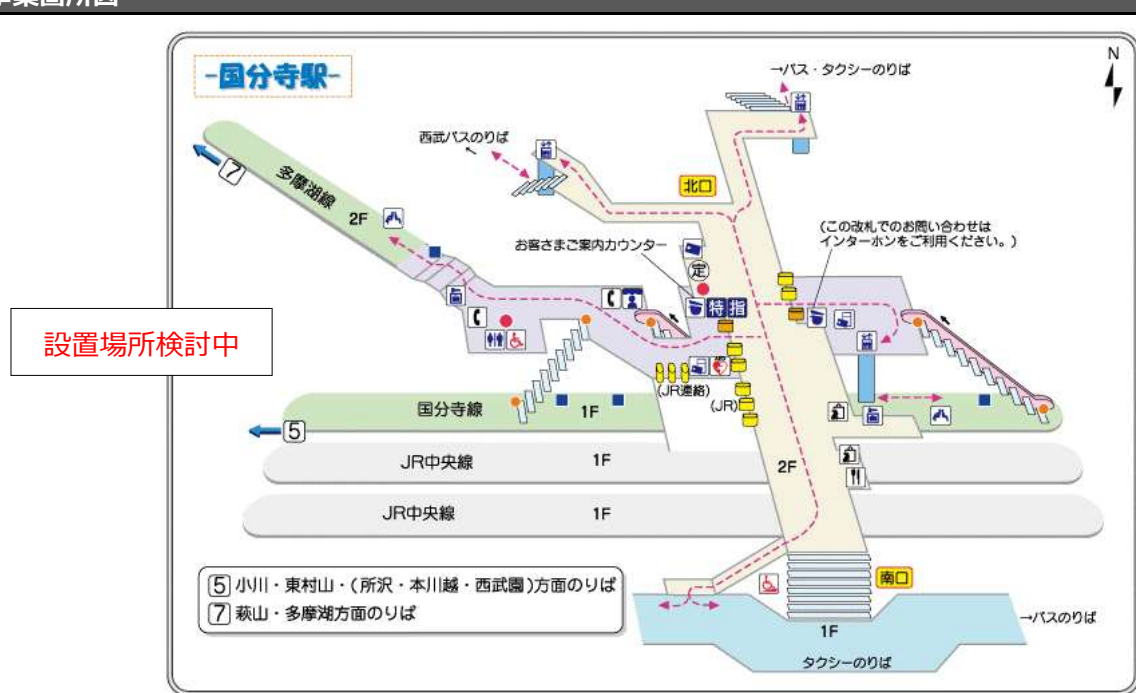 -国分寺駅-
N
→バス・タクシーのりば
西武バスのりば
←
7
多摩湖線
2F
北口
(この改札でのお問い合わせは
インターホンをご利用ください。)
お客さまご案内カウンター
定
特 指
設置場所検討中
(JR連絡)
(JR)
国分寺線
1F
5
JR中央線
1F
2F
JR中央線
1F
5 小川・東村山・(所沢・本川越・西武園)方面のりば
7 萩山・多摩湖方面のりば
南口
1F
→バスのりば
タクシーのりば